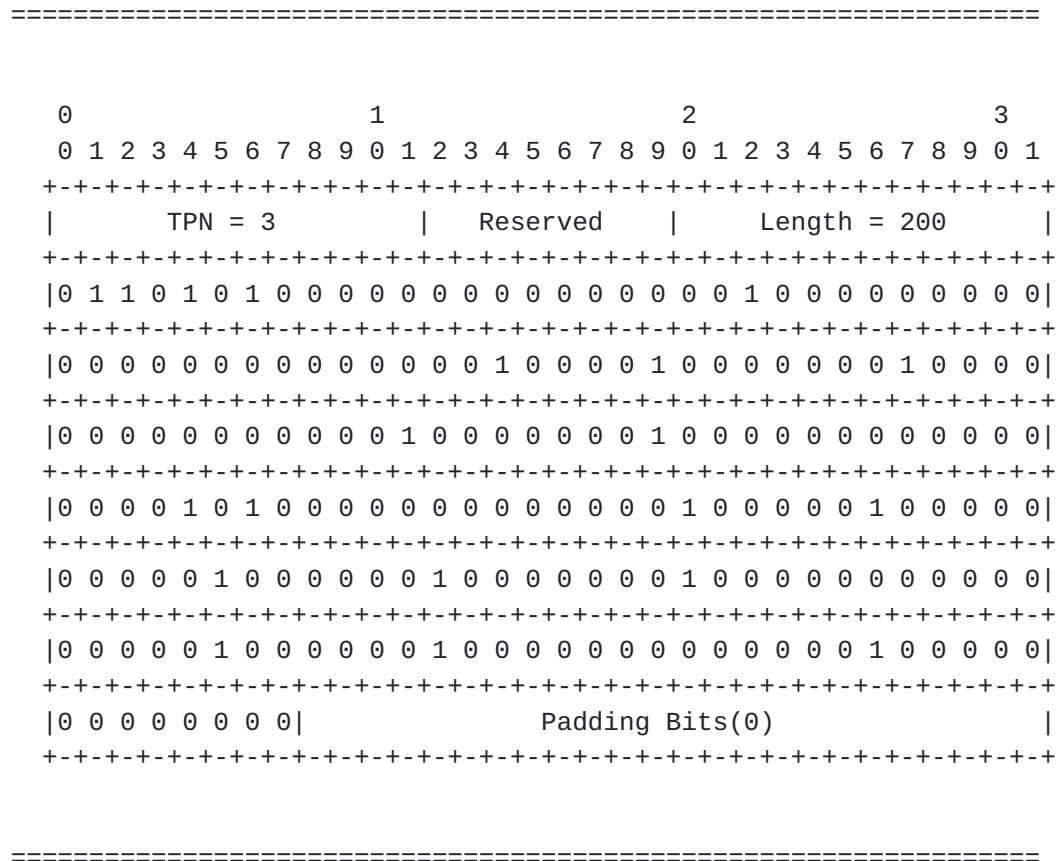 =================================================================
0                   1                   2                   3
0 1 2 3 4 5 6 7 8 9 0 1 2 3 4 5 6 7 8 9 0 1 2 3 4 5 6 7 8 9 0 1
+-+-+-+-+-+-+-+-+-+-+-+-+-+-+-+-+-+-+-+-+-+-+-+-+-+-+-+-+-+-+-+-+
|       TPN = 3         |   Reserved    |     Length = 200      |
+-+-+-+-+-+-+-+-+-+-+-+-+-+-+-+-+-+-+-+-+-+-+-+-+-+-+-+-+-+-+-+-+
|0 1 1 0 1 0 1 0 0 0 0 0 0 0 0 0 0 0 0 0 0 0 1 0 0 0 0 0 0 0 0 0|
+-+-+-+-+-+-+-+-+-+-+-+-+-+-+-+-+-+-+-+-+-+-+-+-+-+-+-+-+-+-+-+-+
|0 0 0 0 0 0 0 0 0 0 0 0 0 0 1 0 0 0 0 1 0 0 0 0 0 0 0 1 0 0 0 0|
+-+-+-+-+-+-+-+-+-+-+-+-+-+-+-+-+-+-+-+-+-+-+-+-+-+-+-+-+-+-+-+-+
|0 0 0 0 0 0 0 0 0 0 0 1 0 0 0 0 0 0 0 1 0 0 0 0 0 0 0 0 0 0 0 0|
+-+-+-+-+-+-+-+-+-+-+-+-+-+-+-+-+-+-+-+-+-+-+-+-+-+-+-+-+-+-+-+-+
|0 0 0 0 1 0 1 0 0 0 0 0 0 0 0 0 0 0 0 0 1 0 0 0 0 0 1 0 0 0 0 0|
+-+-+-+-+-+-+-+-+-+-+-+-+-+-+-+-+-+-+-+-+-+-+-+-+-+-+-+-+-+-+-+-+
|0 0 0 0 0 1 0 0 0 0 0 0 1 0 0 0 0 0 0 0 1 0 0 0 0 0 0 0 0 0 0 0|
+-+-+-+-+-+-+-+-+-+-+-+-+-+-+-+-+-+-+-+-+-+-+-+-+-+-+-+-+-+-+-+-+
|0 0 0 0 0 1 0 0 0 0 0 0 1 0 0 0 0 0 0 0 0 0 0 0 0 0 1 0 0 0 0 0|
+-+-+-+-+-+-+-+-+-+-+-+-+-+-+-+-+-+-+-+-+-+-+-+-+-+-+-+-+-+-+-+-+
|0 0 0 0 0 0 0 0|               Padding Bits(0)                 |
+-+-+-+-+-+-+-+-+-+-+-+-+-+-+-+-+-+-+-+-+-+-+-+-+-+-+-+-+-+-+-+-+
=================================================================